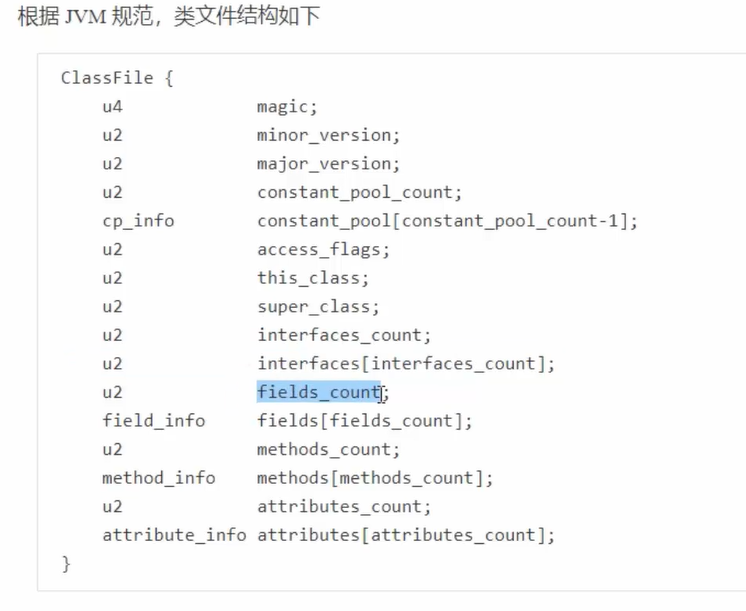 根据 JVM 规范，类文件结构如下
ClassFile {
u4 magic;
u2 minor_version;
u2 major_version;
u2 constant_pool_count;
cp_info constant_pool[constant_pool_count-1];
u2 access_flags;
u2 this_class;
u2 super_class;
u2 interfaces_count;
u2 interfaces[interfaces_count];
u2 fields_count;
field_info fields[fields_count];
u2 methods_count;
method_info methods[methods_count];
u2 attributes_count;
attribute_info attributes[attributes_count];
}